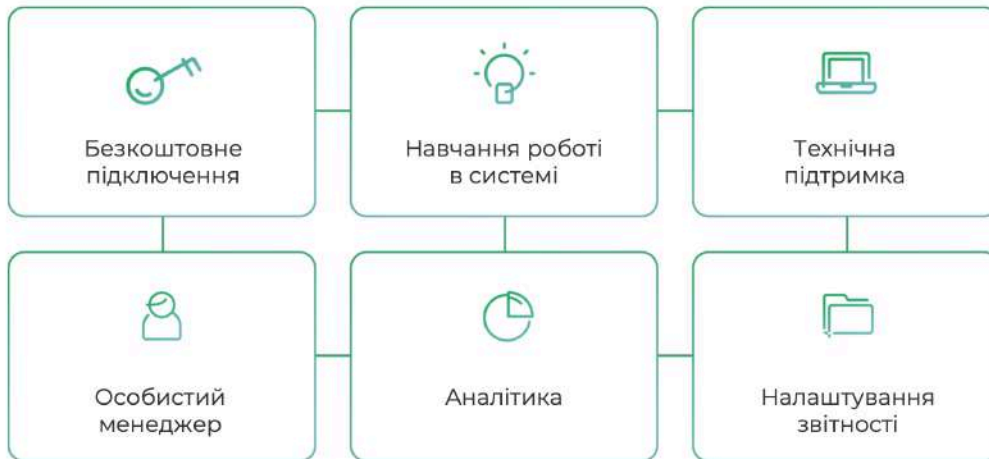 Безкоштовне
підключення
Навчання роботі
в системі
Технічна
підтримка
Особистий
менеджер
Аналітика
Налаштування
звітності